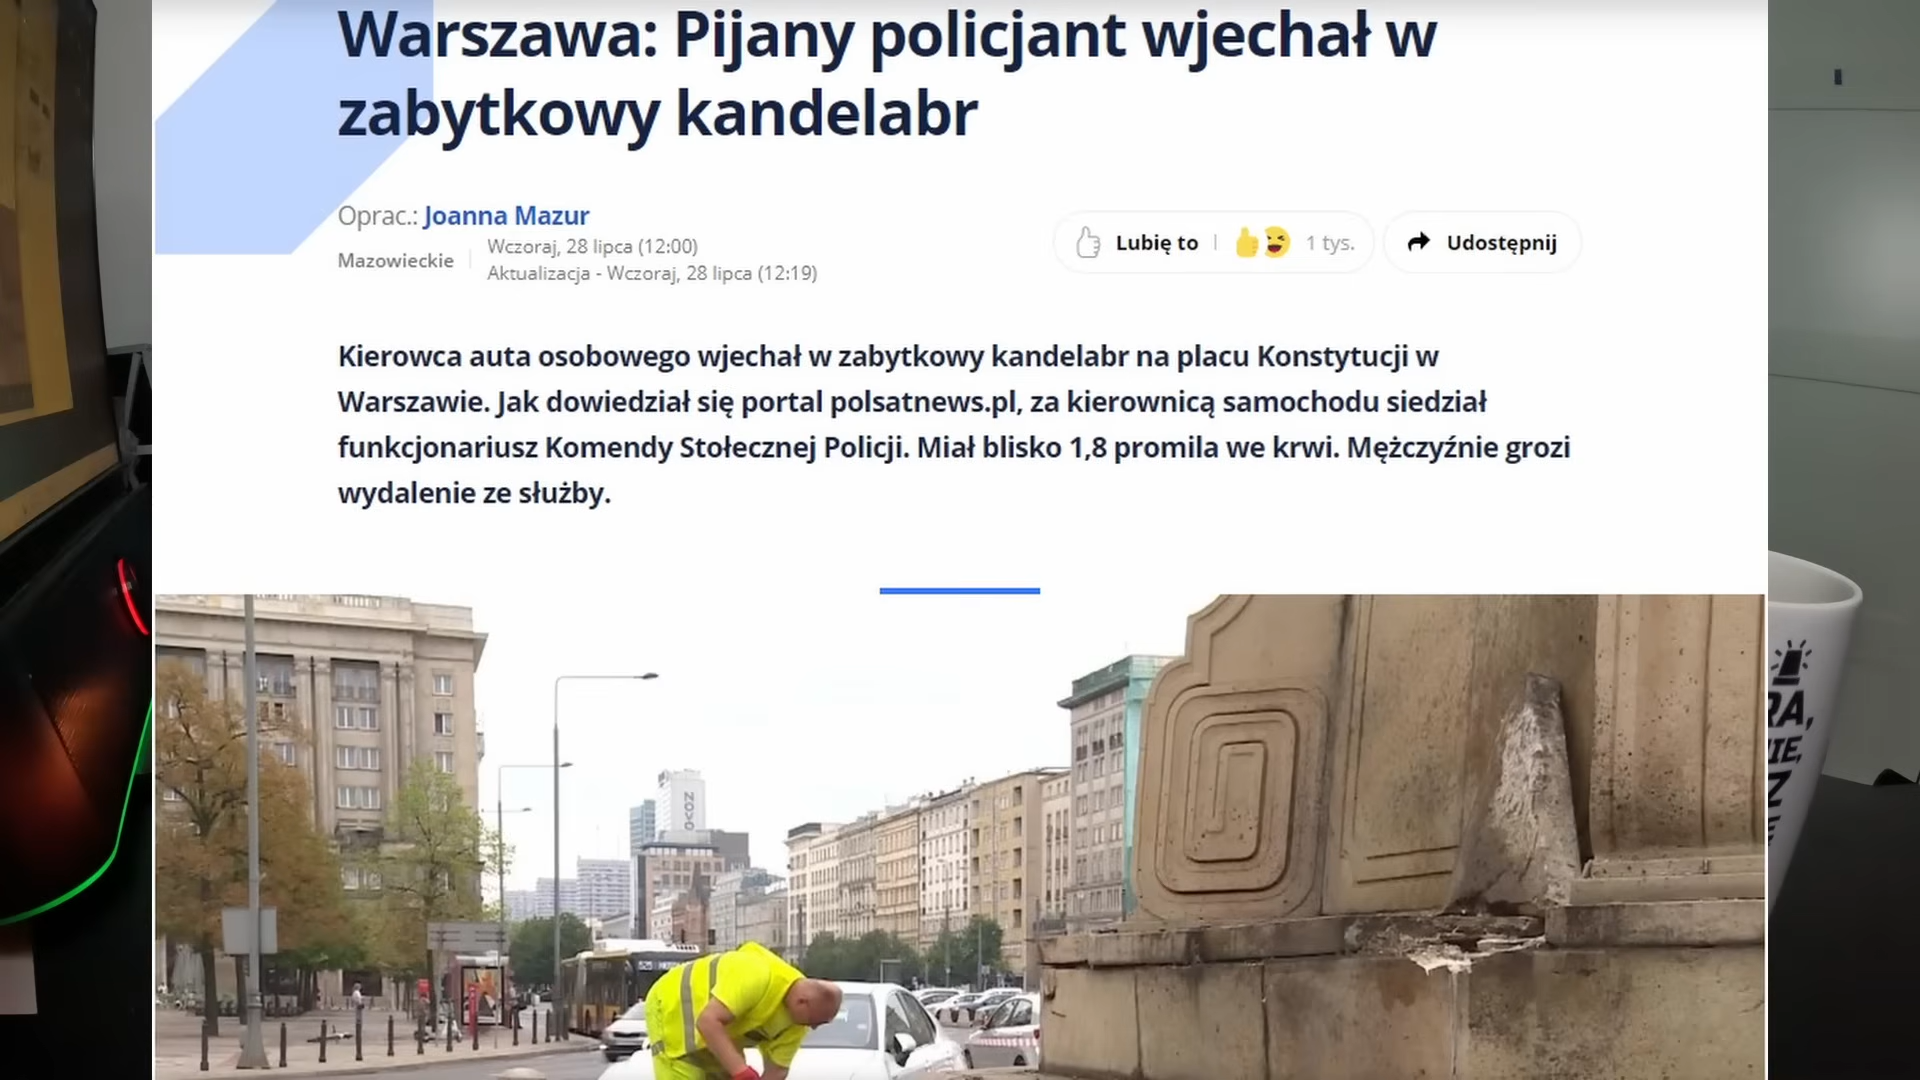 Warszawa: Pijany policjant wjechał w
zabytkowy kandelabr
Oprac.: Joanna Mazur
Mazowieckie
Wczoraj, 28 lipca (12:00)
Aktualizacja - Wczoraj, 28 lipca (12:19)
Lubię to
1 tys.
Udostępnij
Kierowca auta osobowego wjechał w zabytkowy kandelabr na placu Konstytucji w
Warszawie. Jak dowiedział się portal polsatnews.pl, za kierownicą samochodu siedział
funkcjonariusz Komendy Stołecznej Policji. Miał blisko 1,8 promila we krwi. Mężczyźnie grozi
wydalenie ze służby.
NOVO